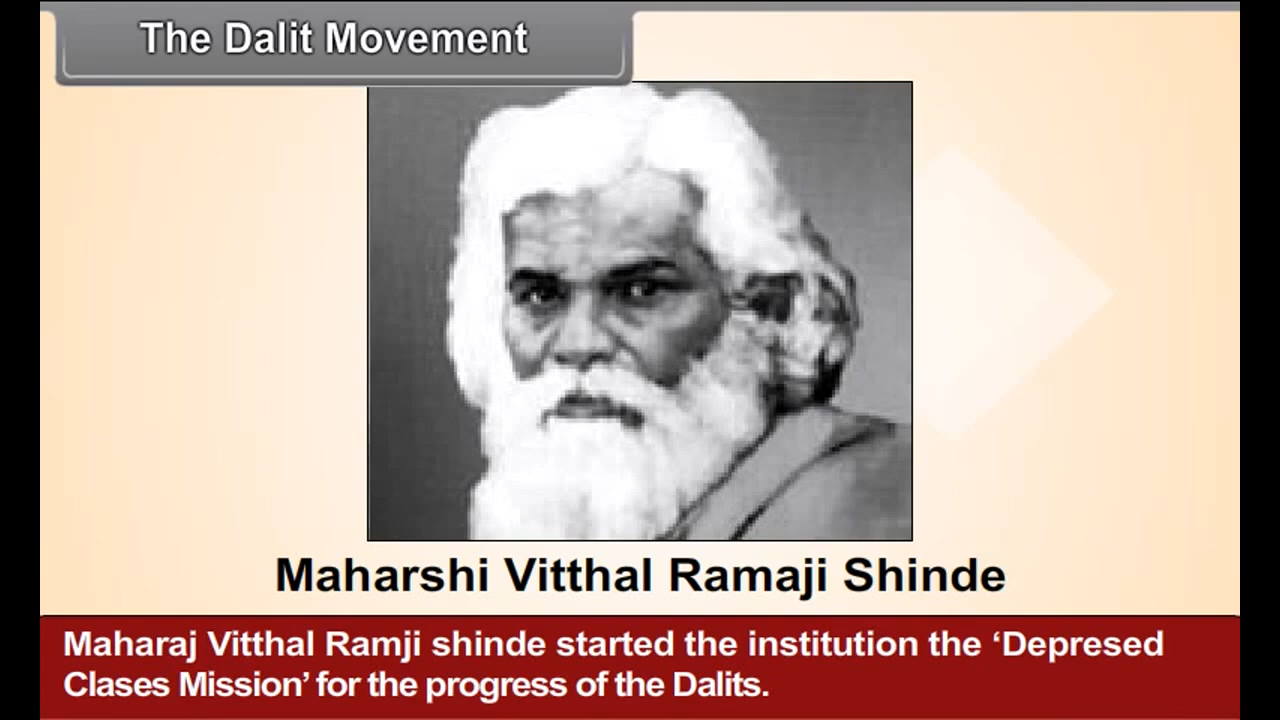 The Dalit Movement
Maharshi Vitthal Ramaji Shinde
Maharaj Vitthal Ramji shinde started the institution the ‘Depresed
Clases Mission’ for the progress of the Dalits.